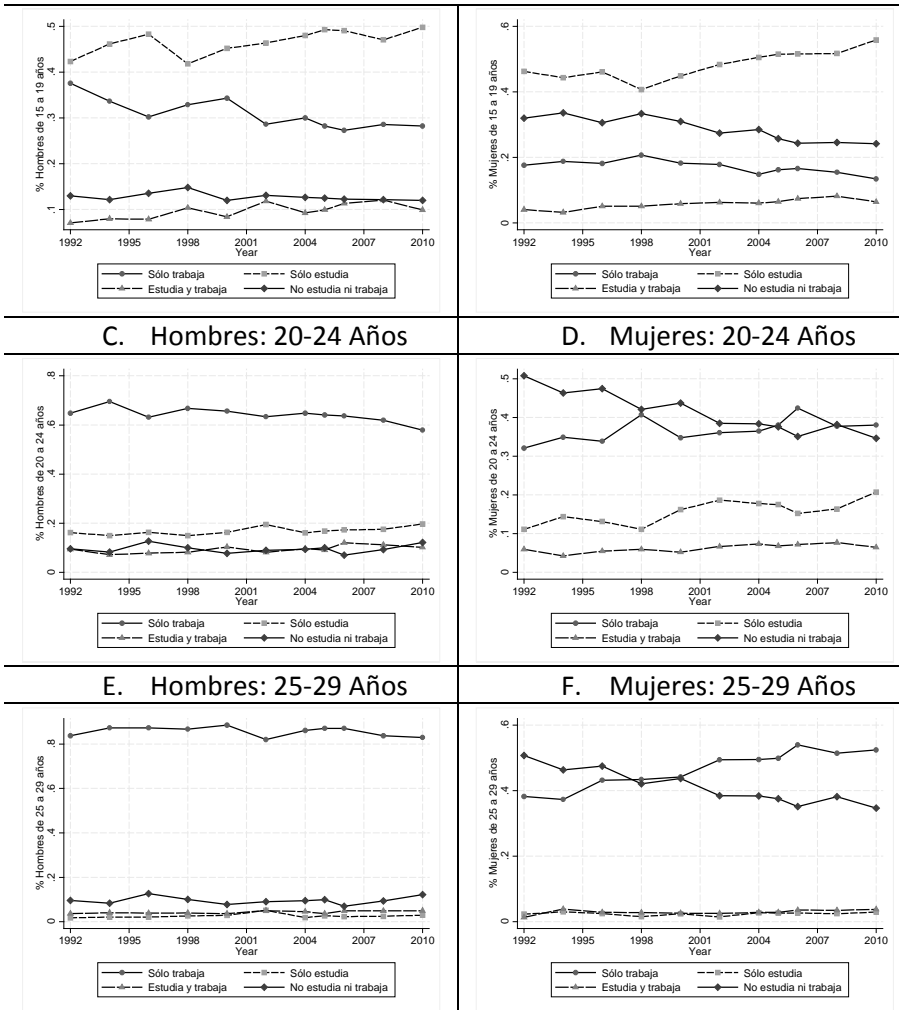 % Hombres de 15 a 19 años
.5
.4
.3
.2
.1
1992 1995 1998 2001 2004 2007 2010
Year
Sólo trabaja Sólo estudia
Estudia y trabaja No estudia ni trabaja
% Mujeres de 15 a 19 años
.6
.4
.2
0
1992 1995 1998 2001 2004 2007 2010
Year
Sólo trabaja Sólo estudia
Estudia y trabaja No estudia ni trabaja
C. Hombres: 20-24 Años
D. Mujeres: 20-24 Años
% Hombres de 20 a 24 años
.8
.6
.4
.2
0
1992 1995 1998 2001 2004 2007 2010
Year
Sólo trabaja Sólo estudia
Estudia y trabaja No estudia ni trabaja
% Mujeres de 20 a 24 años
.5
.4
.3
.2
.1
0
1992 1995 1998 2001 2004 2007 2010
Year
Sólo trabaja Sólo estudia
Estudia y trabaja No estudia ni trabaja
E. Hombres: 25-29 Años
F. Mujeres: 25-29 Años
% Hombres de 25 a 29 años
.8
.6
.4
.2
0
1992 1995 1998 2001 2004 2007 2010
Year
Sólo trabaja Sólo estudia
Estudia y trabaja No estudia ni trabaja
% Mujeres de 25 a 29 años
.6
.4
.2
0
1992 1995 1998 2001 2004 2007 2010
Year
Sólo trabaja Sólo estudia
Estudia y trabaja No estudia ni trabaja